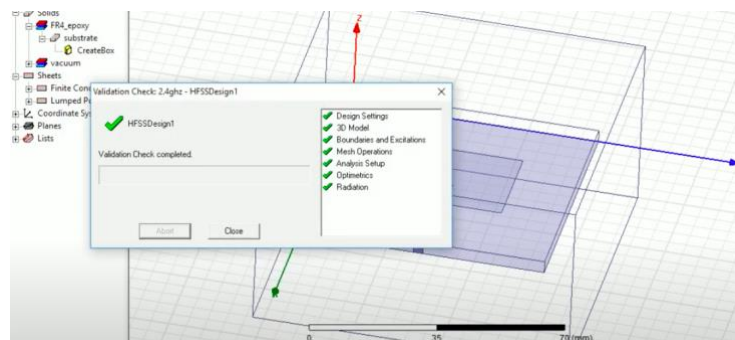 Solids
FR4_epoxy
substrate
CreateBox
vacuum
Sheets
Finite Con
Lumped P
Coordinate Sy
Planes
Lists
Z
Validation Check: 2.4ghz - HFSSDesign1
HFSSDesign1
Validation Check completed.
Abort
Close
Design Settings
3D Model
Boundaries and Excitations
Mesh Operations
Analysis Setup
Optimetrics
Radiation
0
35
70 (mm)